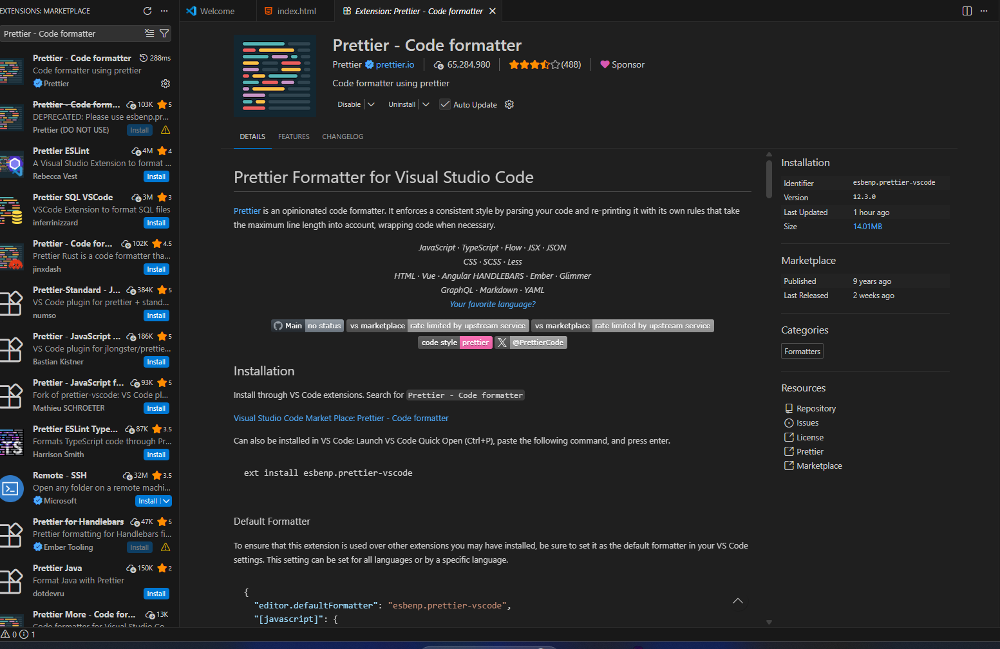 EXTENSIONS: MARKETPLACE
Prettier - Code formatter
Prettier - Code formatter 288ms
Code formatter using prettier
Prettier
Prettier - Code form... 103K 5
DEPRECATED: Please use esbenp.pr...
Prettier (DO NOT USE) Install
Prettier ESLint 4M 4
A Visual Studio Extension to format ...
Rebecca Vest Install
Prettier SQL VSCode 3M 3
VSCode Extension to format SQL files
inferrinizzard Install
Prettier - Code for... 102K 4.5
Prettier Rust is a code formatter tha...
jinxdash Install
Prettier-Standard - J... 384K 5
VS Code plugin for prettier + stand...
numso Install
Prettier - JavaScript ... 186K 5
VS Code plugin for jlongster/prettie...
Bastian Kistner Install
Prettier - JavaScript f... 93K 5
Fork of prettier-vscode: VS Code pl...
Mathieu SCHROETER Install
TS
Prettier ESLint Type... 87K 3.5
Formats TypeScript code through Pr...
Harrison Smith Install
Remote - SSH 32M 3.5
Open any folder on a remote machi...
Microsoft Install
Prettier for Handlebars 47K 5
Prettier formatting for Handlebars fi...
Ember Tooling Install
Prettier Java 150K 2
Format Java with Prettier
dotdevru Install
Prettier More - Code for... 13K
Code formatter for Visual Studio Co...
0 1
Welcome index.html Extension: Prettier - Code formatter
Prettier - Code formatter
Prettier prettier.io 65,284,980 (488) Sponsor
Code formatter using prettier
Disable Uninstall Auto Update
DETAILS FEATURES CHANGELOG
Prettier Formatter for Visual Studio Code
Prettier is an opinionated code formatter. It enforces a consistent style by parsing your code and re-printing it with its own rules that take
the maximum line length into account, wrapping code when necessary.
JavaScript · TypeScript · Flow · JSX · JSON
CSS · SCSS · Less
HTML · Vue · Angular HANDLEBARS · Ember · Glimmer
GraphQL · Markdown · YAML
Your favorite language?
Main no status vs marketplace rate limited by upstream service vs marketplace rate limited by upstream service
code style prettier X @PrettierCode
Installation
Install through VS Code extensions. Search for Prettier - Code formatter
Visual Studio Code Market Place: Prettier - Code formatter
Can also be installed in VS Code: Launch VS Code Quick Open (Ctrl+P), paste the following command, and press enter.
ext install esbenp.prettier-vscode
Default Formatter
To ensure that this extension is used over other extensions you may have installed, be sure to set it as the default formatter in your VS Code
settings. This setting can be set for all languages or by a specific language.
{
"editor.defaultFormatter": "esbenp.prettier-vscode",
"[javascript]": {
Installation
Identifier esbenp.prettier-vscode
Version 12.3.0
Last Updated 1 hour ago
Size 14.01MB
Marketplace
Published 9 years ago
Last Released 2 weeks ago
Categories
Formatters
Resources
Repository
Issues
License
Prettier
Marketplace